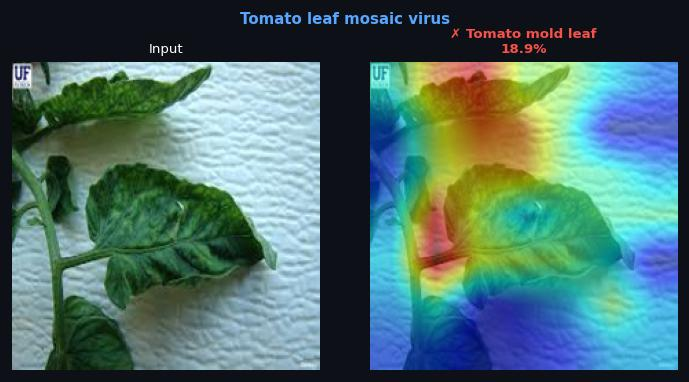 Tomato leaf mosaic virus
Input
✗ Tomato mold leaf
18.9%
UF
UF